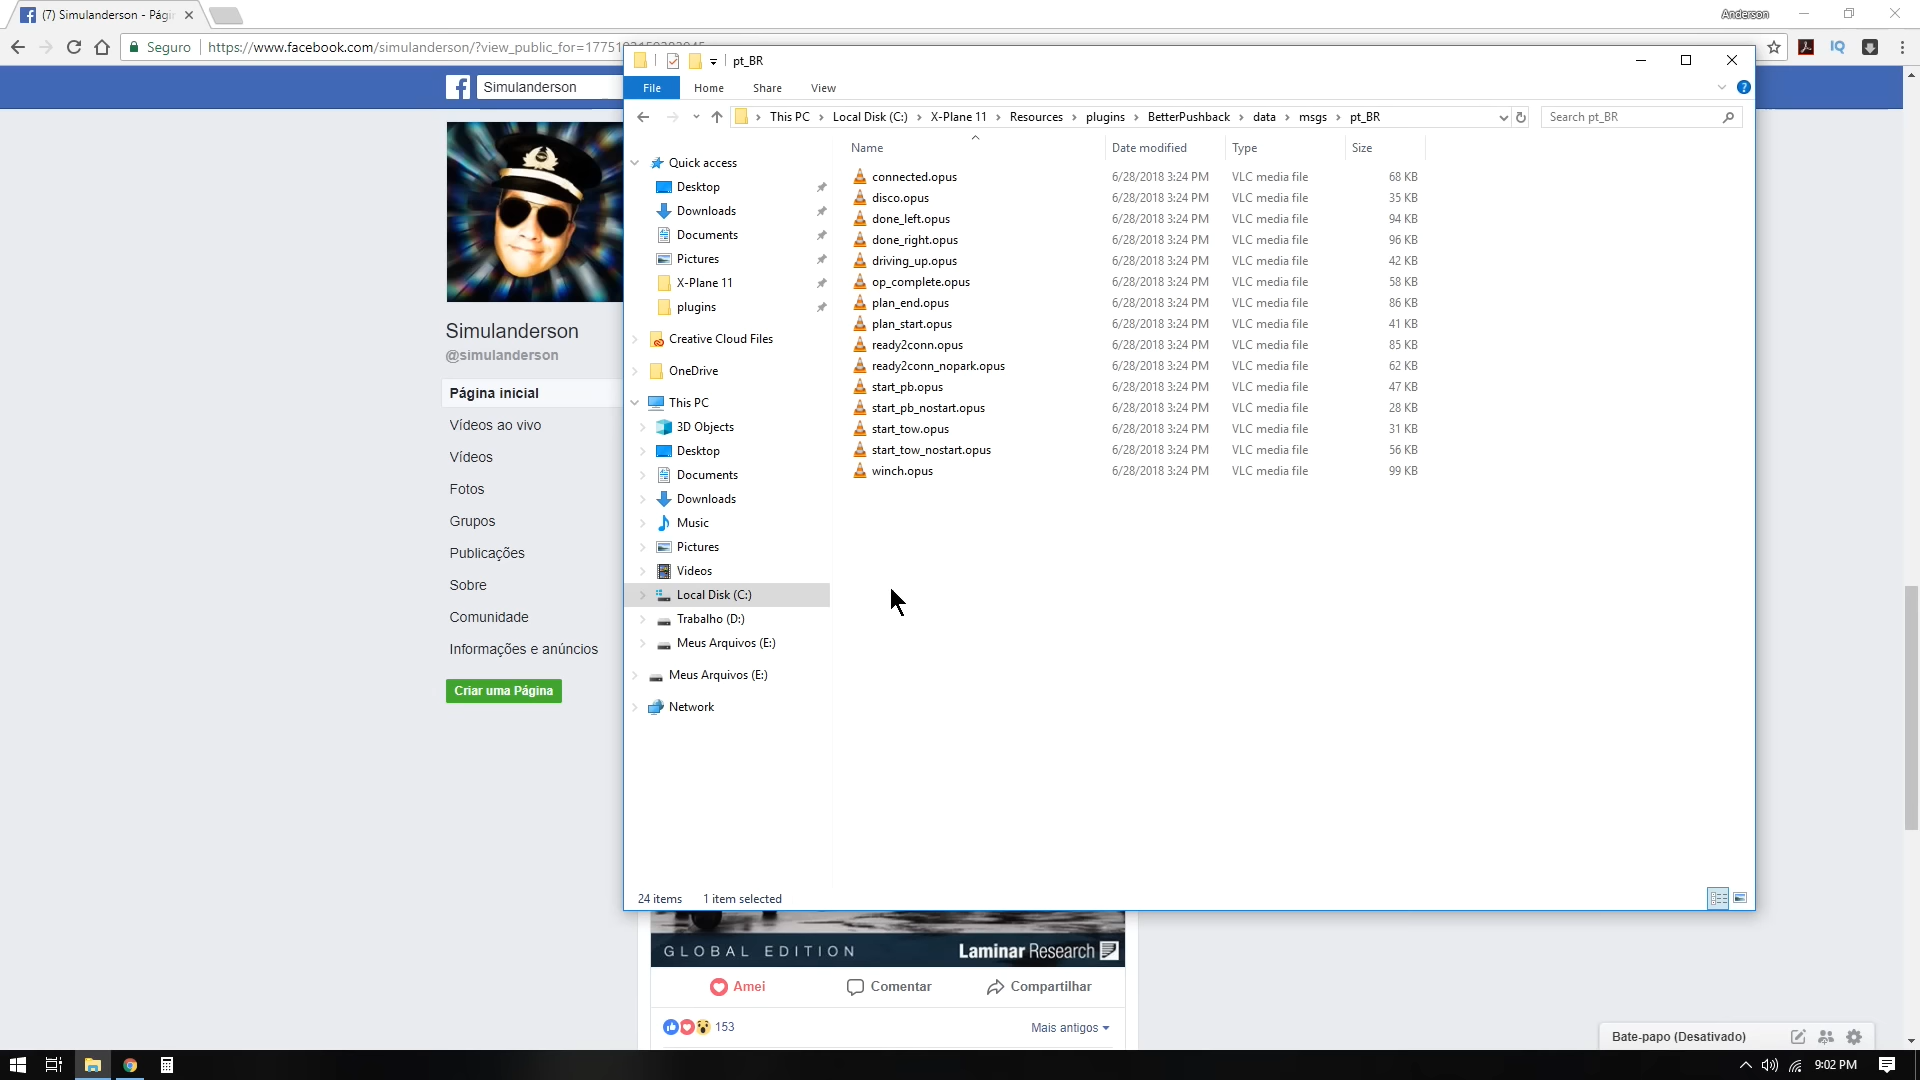 (7) Simulanderson - Pági
Anderson
Seguro
https://www.facebook.com/simulanderson/?view_public_for=1775
Simulanderson
pt_BR
File
Home
Share
View
This PC
Local Disk (C:)
X-Plane 11
Resources
plugins
BetterPushback
data
msgs
pt_BR
Search pt_BR
Simulanderson
@simulanderson
Página inicial
Vídeos ao vivo
Vídeos
Fotos
Grupos
Publicações
Sobre
Comunidade
Informações e anúncios
Criar uma Página
Quick access
Desktop
Downloads
Documents
Pictures
X-Plane 11
plugins
Creative Cloud Files
OneDrive
This PC
3D Objects
Desktop
Documents
Downloads
Music
Pictures
Videos
Local Disk (C:)
Trabalho (D:)
Meus Arquivos (E:)
Meus Arquivos (E:)
Network
Name Date modified Type Size
connected.opus 6/28/2018 3:24 PM VLC media file 68 KB
disco.opus 6/28/2018 3:24 PM VLC media file 35 KB
done_left.opus 6/28/2018 3:24 PM VLC media file 94 KB
done_right.opus 6/28/2018 3:24 PM VLC media file 96 KB
driving_up.opus 6/28/2018 3:24 PM VLC media file 42 KB
op_complete.opus 6/28/2018 3:24 PM VLC media file 58 KB
plan_end.opus 6/28/2018 3:24 PM VLC media file 86 KB
plan_start.opus 6/28/2018 3:24 PM VLC media file 41 KB
ready2conn.opus 6/28/2018 3:24 PM VLC media file 85 KB
ready2conn_nopark.opus 6/28/2018 3:24 PM VLC media file 62 KB
start_pb.opus 6/28/2018 3:24 PM VLC media file 47 KB
start_pb_nostart.opus 6/28/2018 3:24 PM VLC media file 28 KB
start_tow.opus 6/28/2018 3:24 PM VLC media file 31 KB
start_tow_nostart.opus 6/28/2018 3:24 PM VLC media file 56 KB
winch.opus 6/28/2018 3:24 PM VLC media file 99 KB
24 items 1 item selected
GLOBAL EDITION
Laminar Research
Amei
Comentar
Compartilhar
153
Mais antigos
Bate-papo (Desativado)
9:02 PM